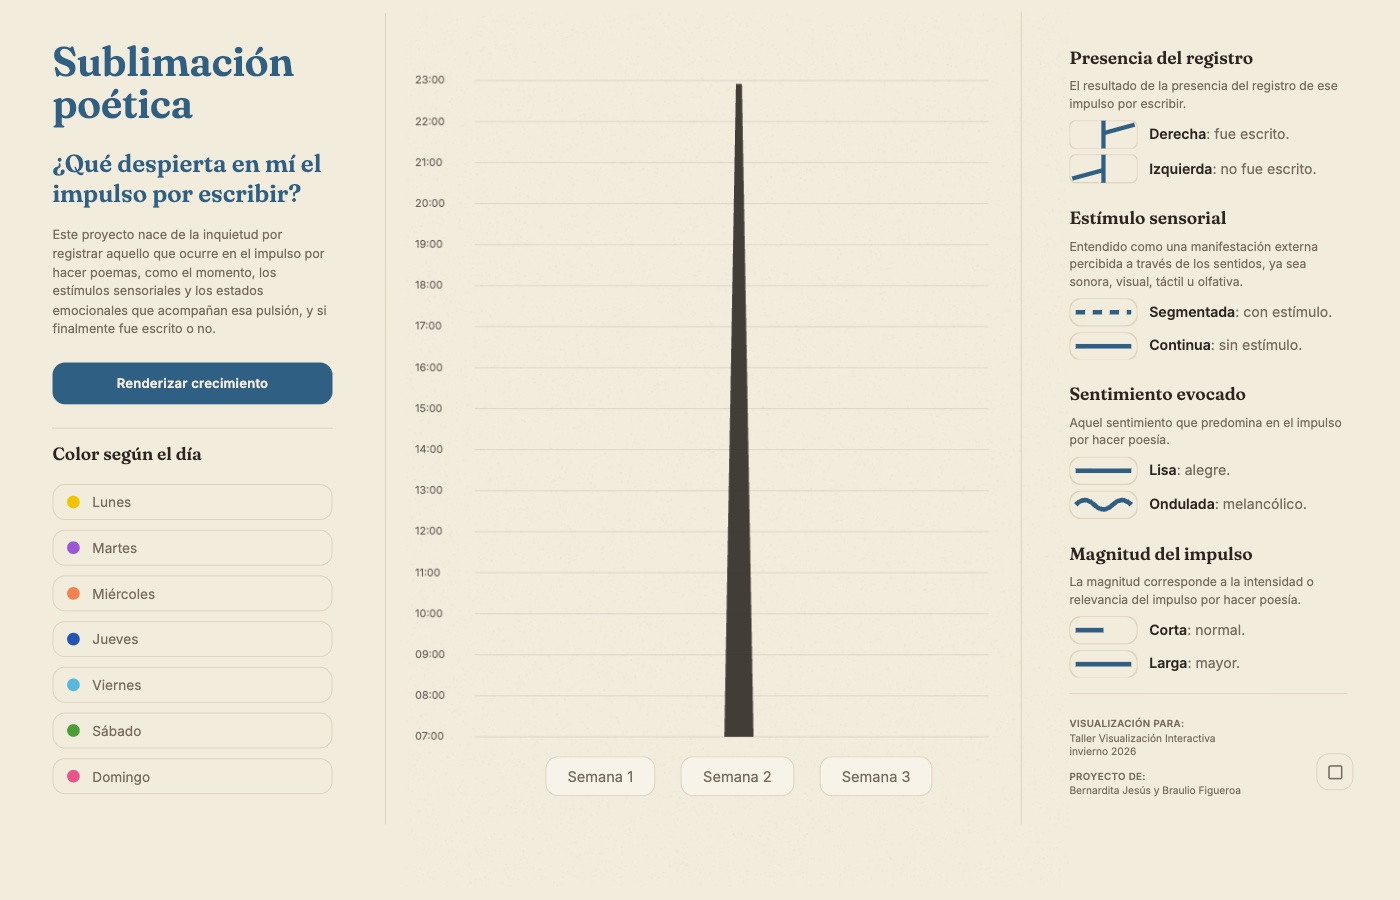 Sublimación
poética
¿Qué despierta en mí el
impulso por escribir?
Este proyecto nace de la inquietud por
registrar aquello que ocurre en el impulso por
hacer poemas, como el momento, los
estímulos sensoriales y los estados
emocionales que acompañan esa pulsión, y si
finalmente fue escrito o no.
Renderizar crecimiento
Color según el día
Lunes
Martes
Miércoles
Jueves
Viernes
Sábado
Domingo
23:00
22:00
21:00
20:00
19:00
18:00
17:00
16:00
15:00
14:00
13:00
12:00
11:00
10:00
09:00
08:00
07:00
Semana 1
Semana 2
Semana 3
Presencia del registro
El resultado de la presencia del registro de ese
impulso por escribir.
Derecha: fue escrito.
Izquierda: no fue escrito.
Estímulo sensorial
Entendido como una manifestación externa
percibida a través de los sentidos, ya sea
sonora, visual, táctil u olfativa.
Segmentada: con estímulo.
Continua: sin estímulo.
Sentimiento evocado
Aquel sentimiento que predomina en el impulso
por hacer poesía.
Lisa: alegre.
Ondulada: melancólico.
Magnitud del impulso
La magnitud corresponde a la intensidad o
relevancia del impulso por hacer poesía.
Corta: normal.
Larga: mayor.
VISUALIZACIÓN PARA:
Taller Visualización Interactiva
invierno 2026
PROYECTO DE:
Bernardita Jesús y Braulio Figueroa